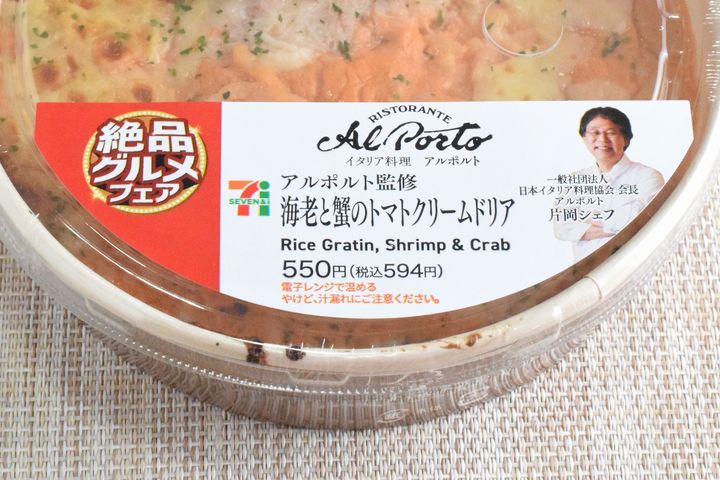 絶品
グルメ
フェア
RISTORANTE
Al Porto
イタリア料理 アルポルト
一般社団法人
日本イタリア料理協会 会長
アルポルト
片岡シェフ
7i
SEVEN&i
アルポルト監修
海老と蟹のトマトクリームドリア
Rice Gratin, Shrimp & Crab
550円(税込594円)
電子レンジで温める
やけど、汁漏れにご注意ください。